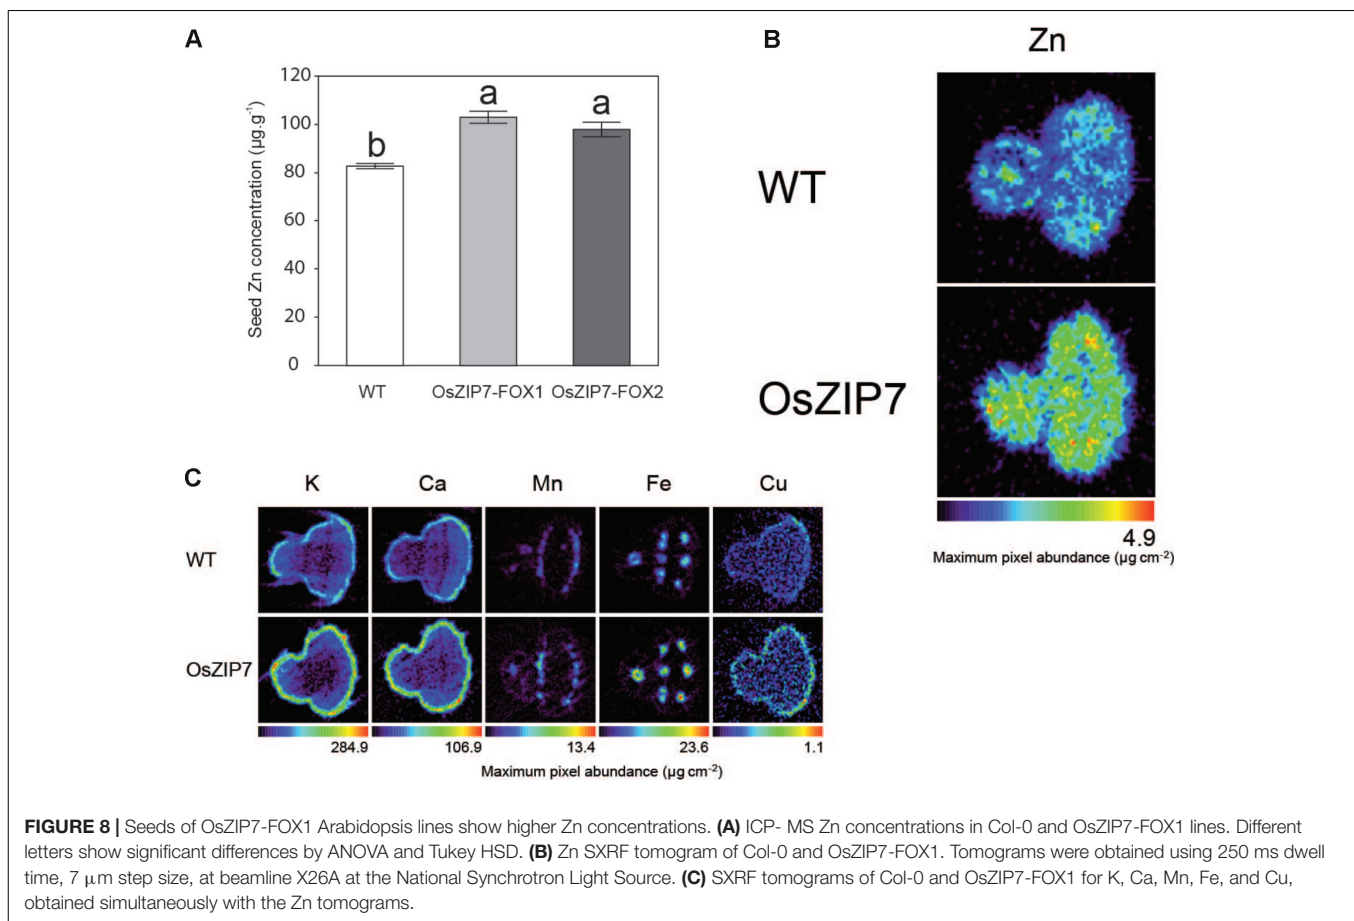 A
Seed Zn concentration (µg.g-1)
120
100
80
60
40
20
0
b
a
a
WT
OsZIP7-FOX1
OsZIP7-FOX2
B
Zn
WT
OsZIP7
4.9
Maximum pixel abundance (µg cm-2)
C
K
Ca
Mn
Fe
Cu
WT
OsZIP7
284.9
106.9
13.4
23.6
1.1
Maximum pixel abundance (µg cm-2)
FIGURE 8 | Seeds of OsZIP7-FOX1 Arabidopsis lines show higher Zn concentrations. (A) ICP- MS Zn concentrations in Col-0 and OsZIP7-FOX1 lines. Different
letters show significant differences by ANOVA and Tukey HSD. (B) Zn SXRF tomogram of Col-0 and OsZIP7-FOX1. Tomograms were obtained using 250 ms dwell
time, 7 μm step size, at beamline X26A at the National Synchrotron Light Source. (C) SXRF tomograms of Col-0 and OsZIP7-FOX1 for K, Ca, Mn, Fe, and Cu,
obtained simultaneously with the Zn tomograms.